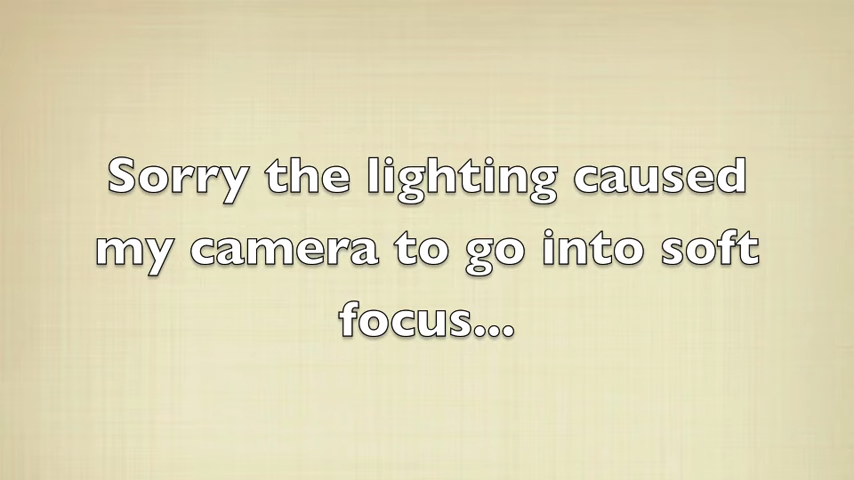 Sorry the lighting caused
my camera to go into soft
focus...